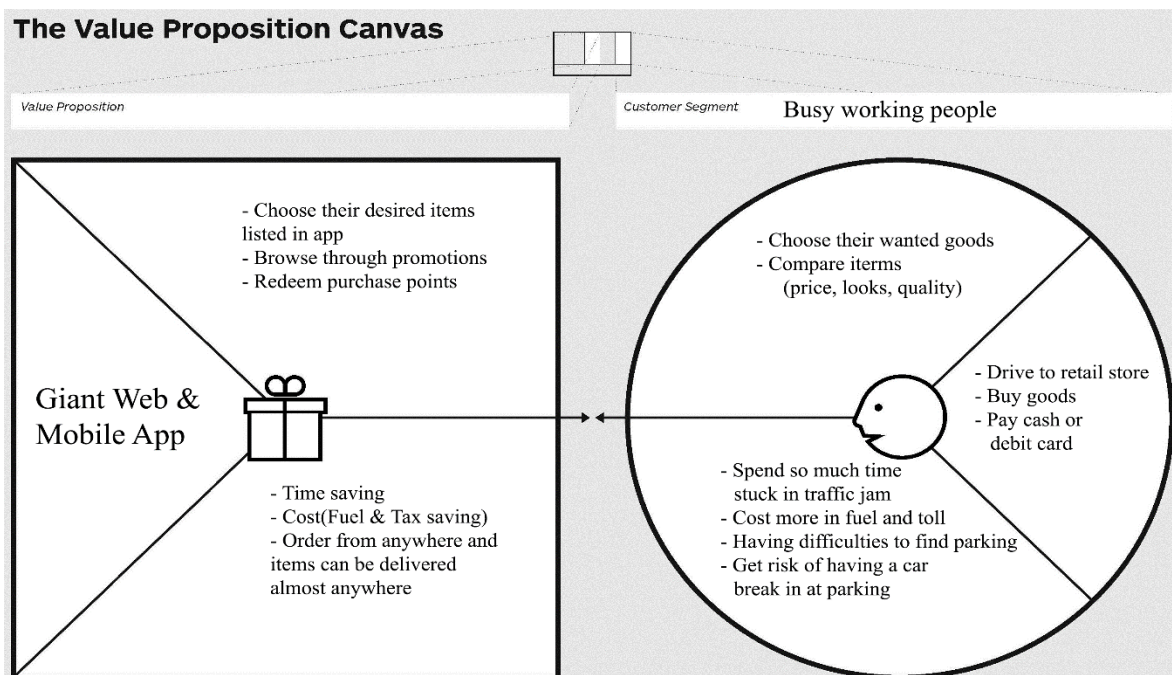 The Value Proposition Canvas
Value Proposition
Customer Segment
Busy working people
- Choose their desired items
listed in app
- Browse through promotions
- Redeem purchase points
Giant Web &
Mobile App
- Time saving
- Cost(Fuel & Tax saving)
- Order from anywhere and
items can be delivered
almost anywhere
- Choose their wanted goods
- Compare iterms
(price, looks, quality)
- Drive to retail store
- Buy goods
- Pay cash or
debit card
- Spend so much time
stuck in traffic jam
- Cost more in fuel and toll
- Having difficulties to find parking
- Get risk of having a car
break in at parking